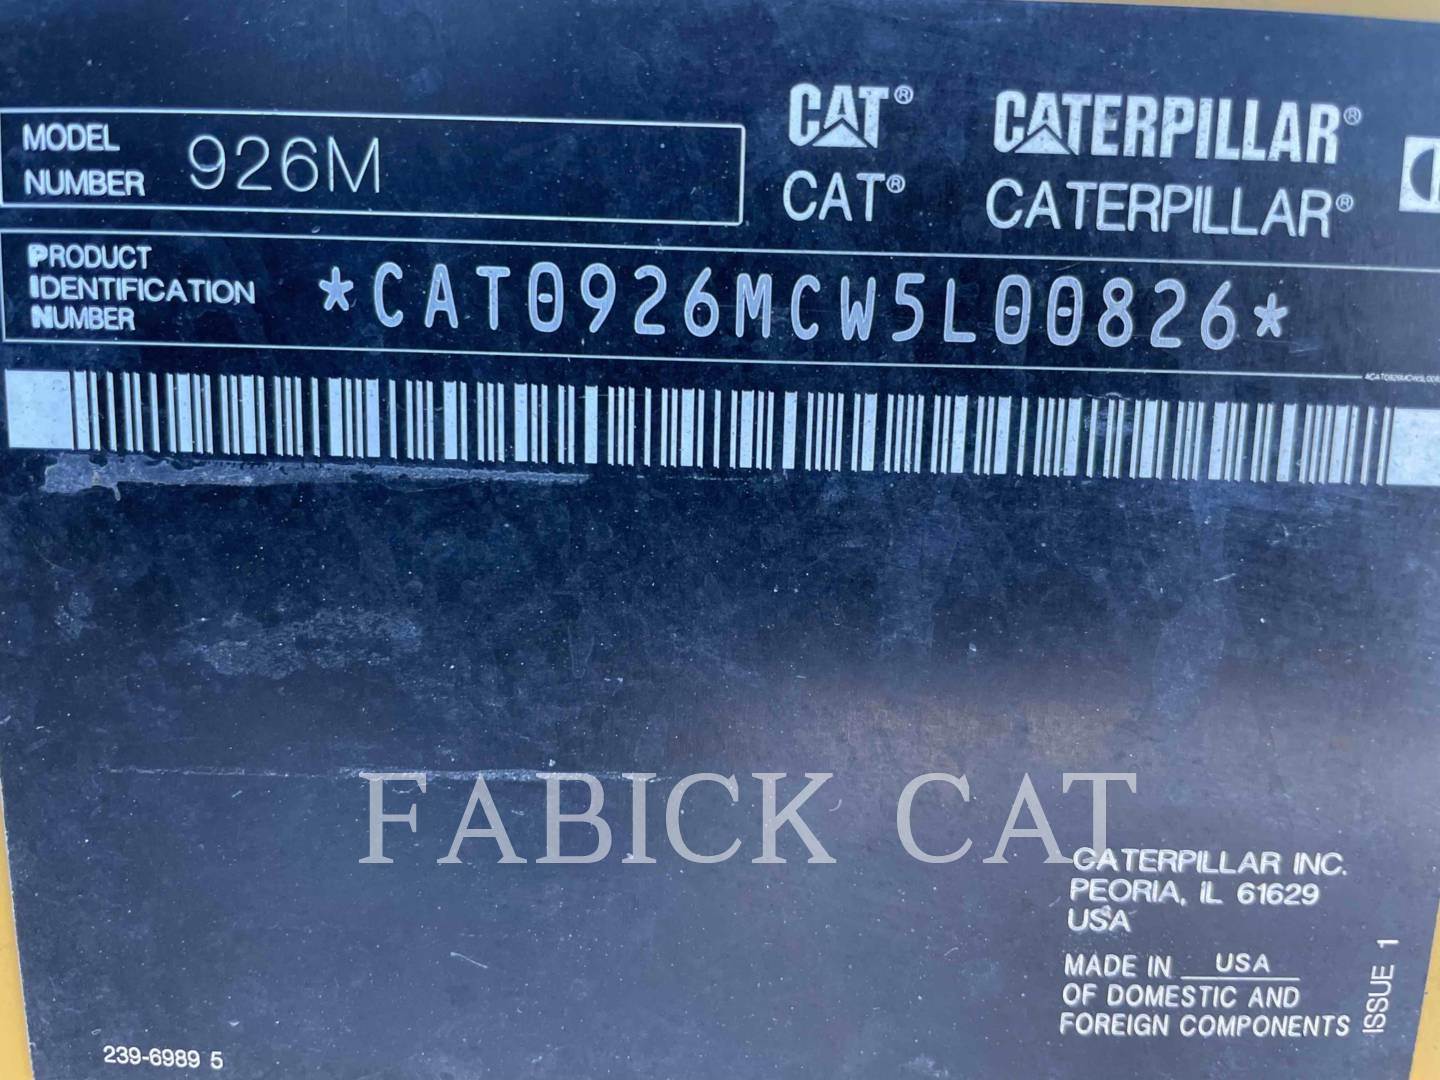 CAT® CATERPILLAR®
MODEL NUMBER 926M
CAT® CATERPILLAR®
PRODUCT
IDENTIFICATION
NUMBER
*CAT0926MCW5L00826*
FABICK CAT
CATERPILLAR INC.
PEORIA, IL 61629
USA
MADE IN USA
OF DOMESTIC AND
FOREIGN COMPONENTS
ISSUE 1
239-6989 5